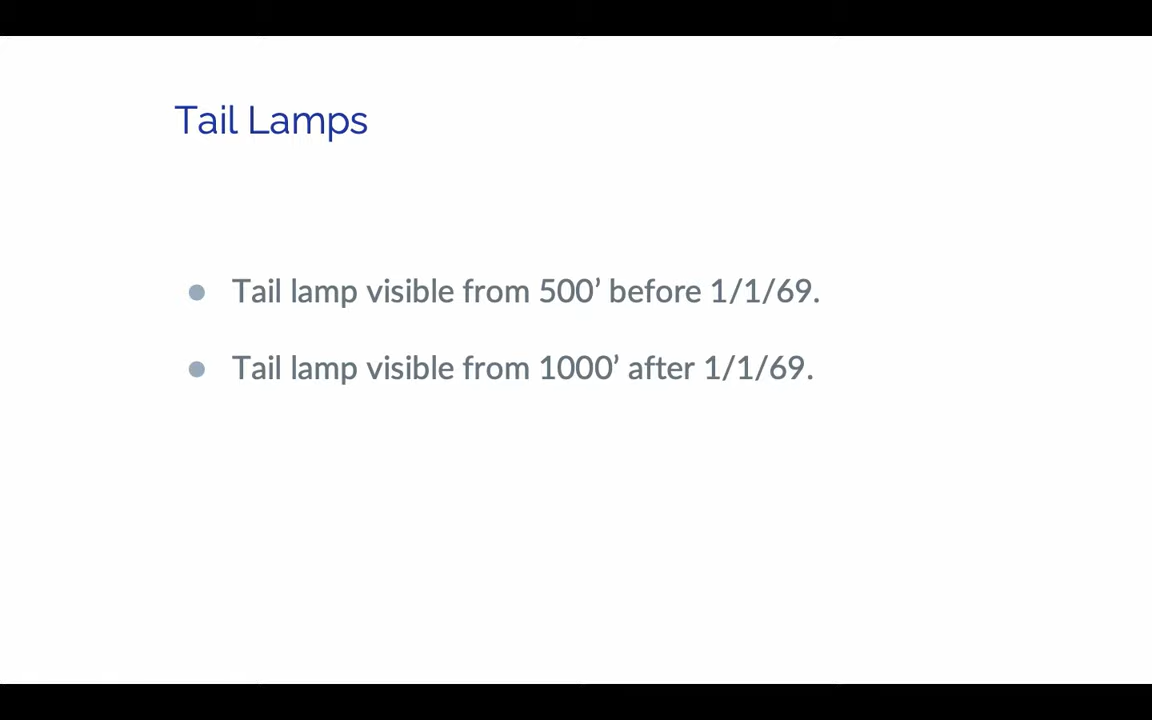 Tail Lamps
● Tail lamp visible from 500’ before 1/1/69.
● Tail lamp visible from 1000’ after 1/1/69.